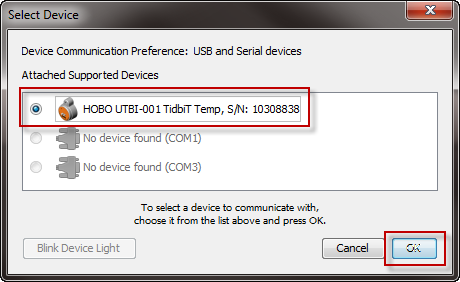 Select Device
Device Communication Preference: USB and Serial devices
Attached Supported Devices
HOBO UTBI-001 TidbiT Temp, S/N: 10308838
No device found (COM1)
No device found (COM3)
To select a device to communicate with,
choose it from the list above and press OK.
Blink Device Light
Cancel
OK